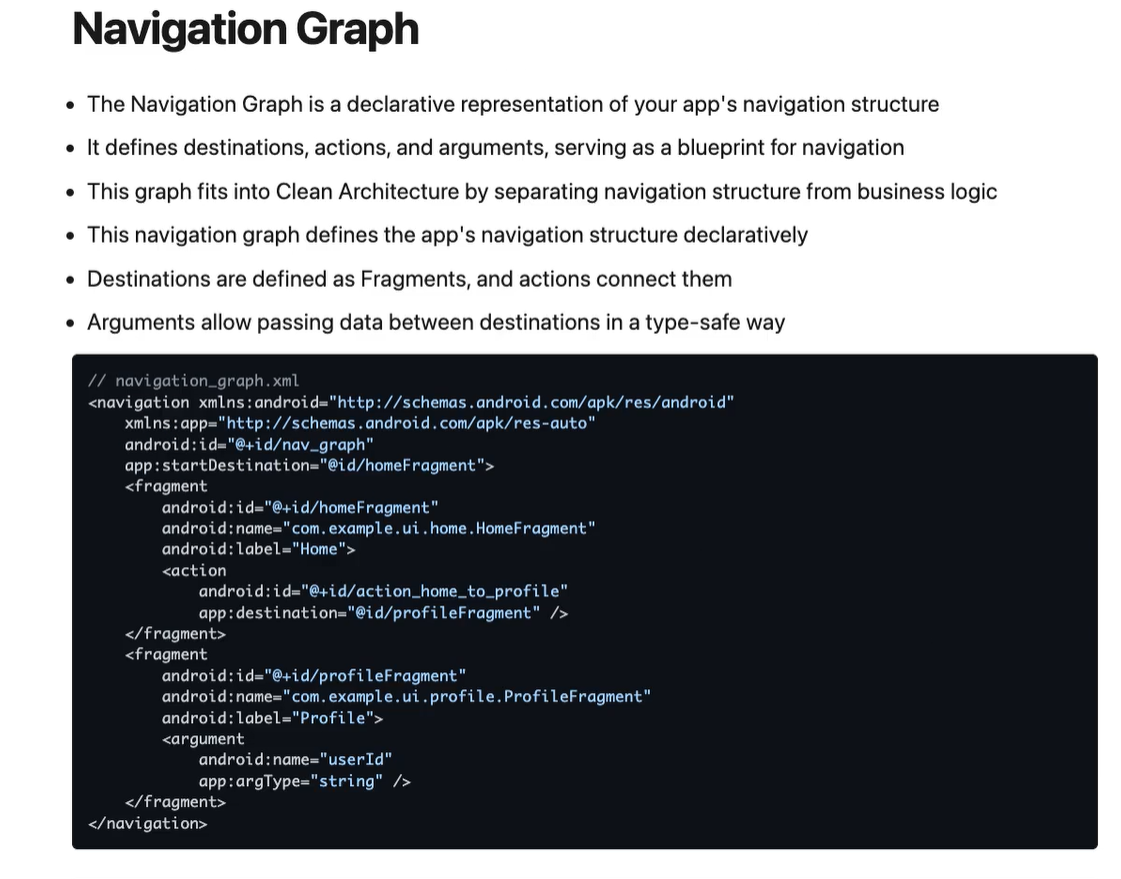 Navigation Graph
• The Navigation Graph is a declarative representation of your app's navigation structure
• It defines destinations, actions, and arguments, serving as a blueprint for navigation
• This graph fits into Clean Architecture by separating navigation structure from business logic
• This navigation graph defines the app's navigation structure declaratively
• Destinations are defined as Fragments, and actions connect them
• Arguments allow passing data between destinations in a type-safe way
// navigation_graph.xml
<navigation xmlns:android="http://schemas.android.com/apk/res/android"
    xmlns:app="http://schemas.android.com/apk/res-auto"
    android:id="@+id/nav_graph"
    app:startDestination="@id/homeFragment">
    <fragment
        android:id="@+id/homeFragment"
        android:name="com.example.ui.home.HomeFragment"
        android:label="Home">
        <action
            android:id="@+id/action_home_to_profile"
            app:destination="@id/profileFragment" />
    </fragment>
    <fragment
        android:id="@+id/profileFragment"
        android:name="com.example.ui.profile.ProfileFragment"
        android:label="Profile">
        <argument
            android:name="userId"
            app:argType="string" />
    </fragment>
</navigation>